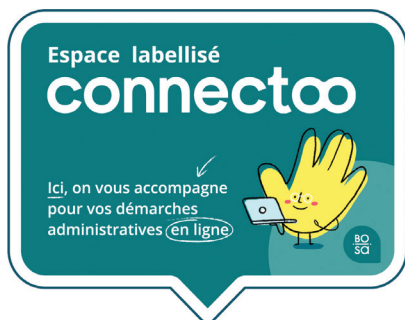 Espace labellisé
connectoo
Ici, on vous accompagne
pour vos démarches
administratives en ligne
BO
SA